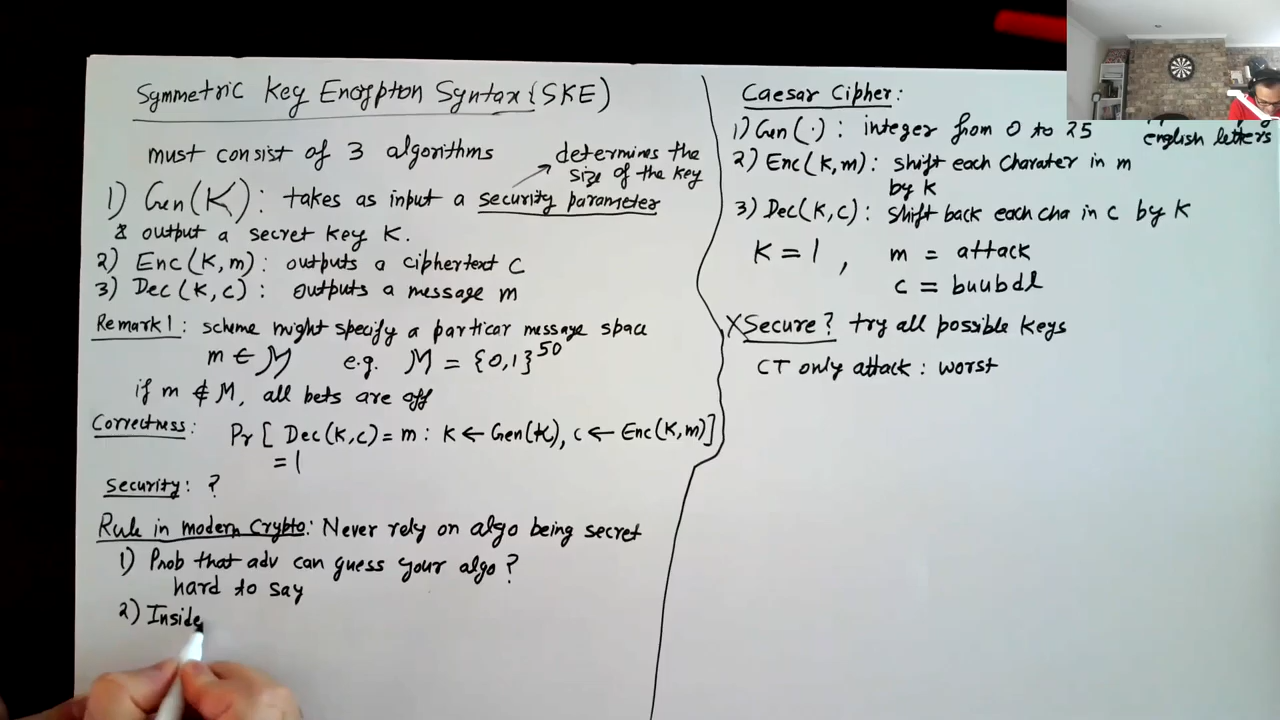 Symmetric Key Encrypton Syntax (SKE)
must consist of 3 algorithms
determines the
size of the key
1) Gen(K): takes as input a security parameter
& output a secret key K.
2) Enc(K,m): outputs a ciphertext C
3) Dec(K,c): outputs a message m
Remark1: scheme might specify a particar message space
m ∈ M e.g. M = {0,1}^50
if m ∉ M, all bets are off
Correctness: Pr[ Dec(K,c) = m : K ← Gen(K), c ← Enc(K,m)]
= 1
Security: ?
Rule in modern Crypto: Never rely on algo being secret
1) Prob that adv can guess your algo?
hard to say
2) Inside
Caesar Cipher:
1) Gen(·): integer from 0 to 25
english letters
2) Enc(K,m): shift each Charater in m
by K
3) Dec(K,c): shift back each cha in c by K
K = 1, m = attack
c = buubdl
X Secure? try all possible Keys
CT only attack: worst